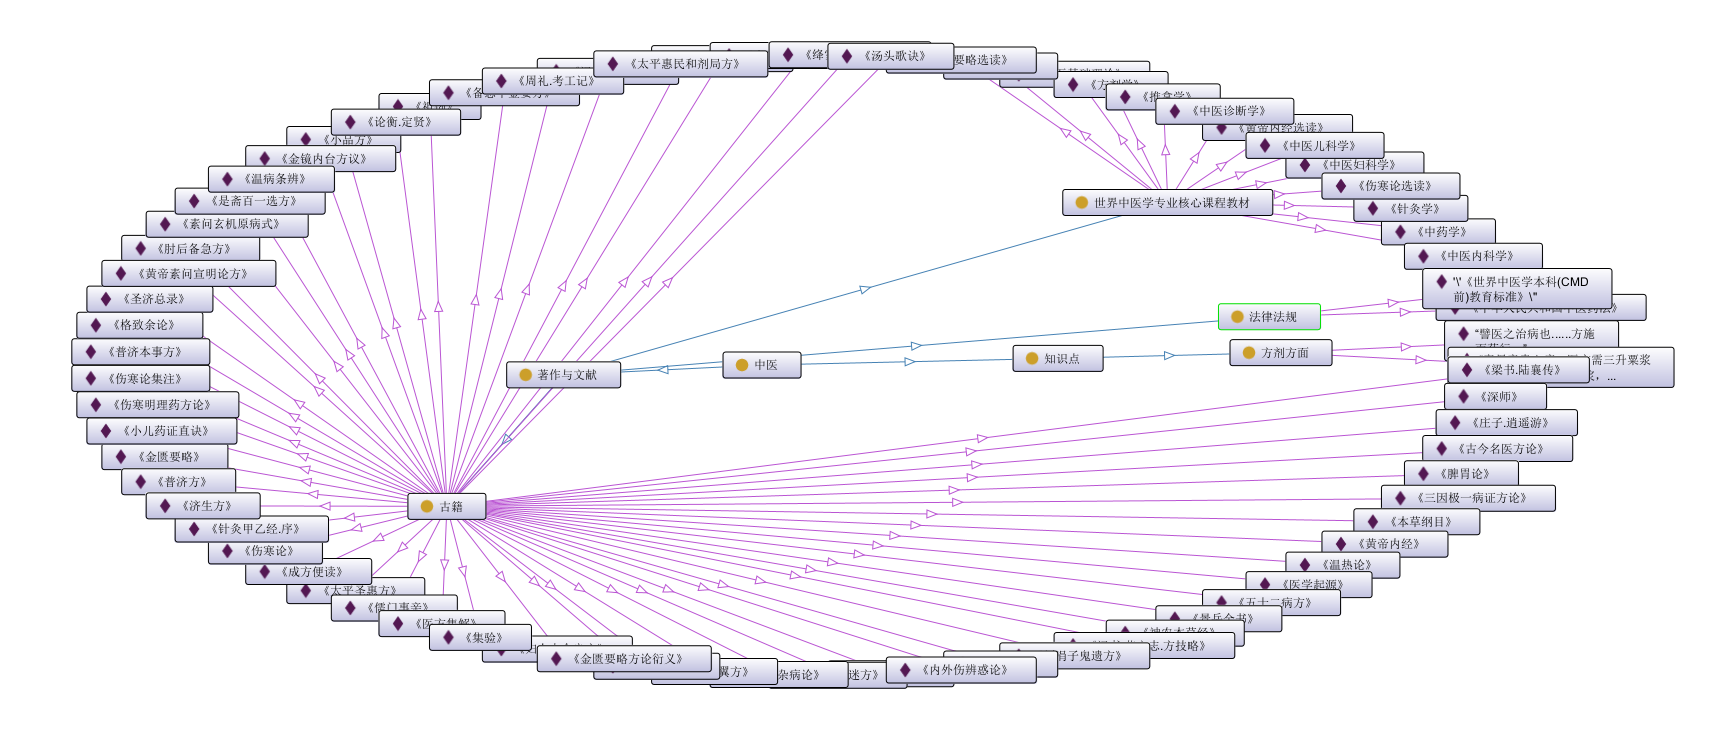 《汤头歌诀》
要略选读》
《太平惠民和剂局方》
《周礼.考工记》
《方剂学》
《推拿学》
《中医诊断学》
《论衡.定贤》
《黄帝内经选读》
《小品方》
《中医儿科学》
《金镜内台方议》
《中医妇科学》
《温病条辨》
《伤寒论选读》
《是斋百一选方》
世界中医学专业核心课程教材
《针灸学》
《素问玄机原病式》
《中药学》
《肘后备急方》
《中医内科学》
《黄帝素问宣明论方》
"\'《世界中医学本科(CMD
前)教育标准》\"
《圣济总录》
法律法规
《格致余论》
“譬医之治病也......方施
《普济本事方》
方剂方面
知识点
中医
需三升粟浆
《梁书.陆襄传》
著作与文献
《伤寒论集注》
《深师》
《伤寒明理药方论》
《庄子.逍遥游》
《小儿药证直诀》
《古今名医方论》
《金匮要略》
《脾胃论》
《普济方》
《三因极一病证方论》
《济生方》
古籍
《本草纲目》
《针灸甲乙经.序》
《黄帝内经》
《伤寒论》
《温热论》
《成方便读》
《医学起源》
《太平圣惠方》
《五十二病方》
《儒门事亲》
《景岳全书》
《医方集解》
《神农本草经》
《集验》
志.方技略》
《金匮要略方论衍义》
涓子鬼遗方》
翼方》
杂病论》
迷方》
《内外伤辨惑论》